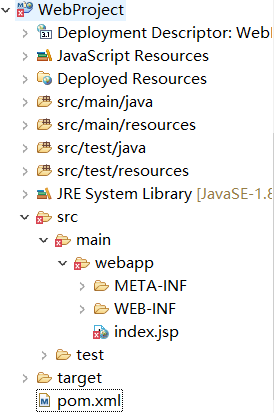 WebProject
Deployment Descriptor: Web
JavaScript Resources
Deployed Resources
src/main/java
src/main/resources
src/test/java
src/test/resources
JRE System Library [JavaSE-1.8
src
main
webapp
META-INF
WEB-INF
index.jsp
test
target
pom.xml